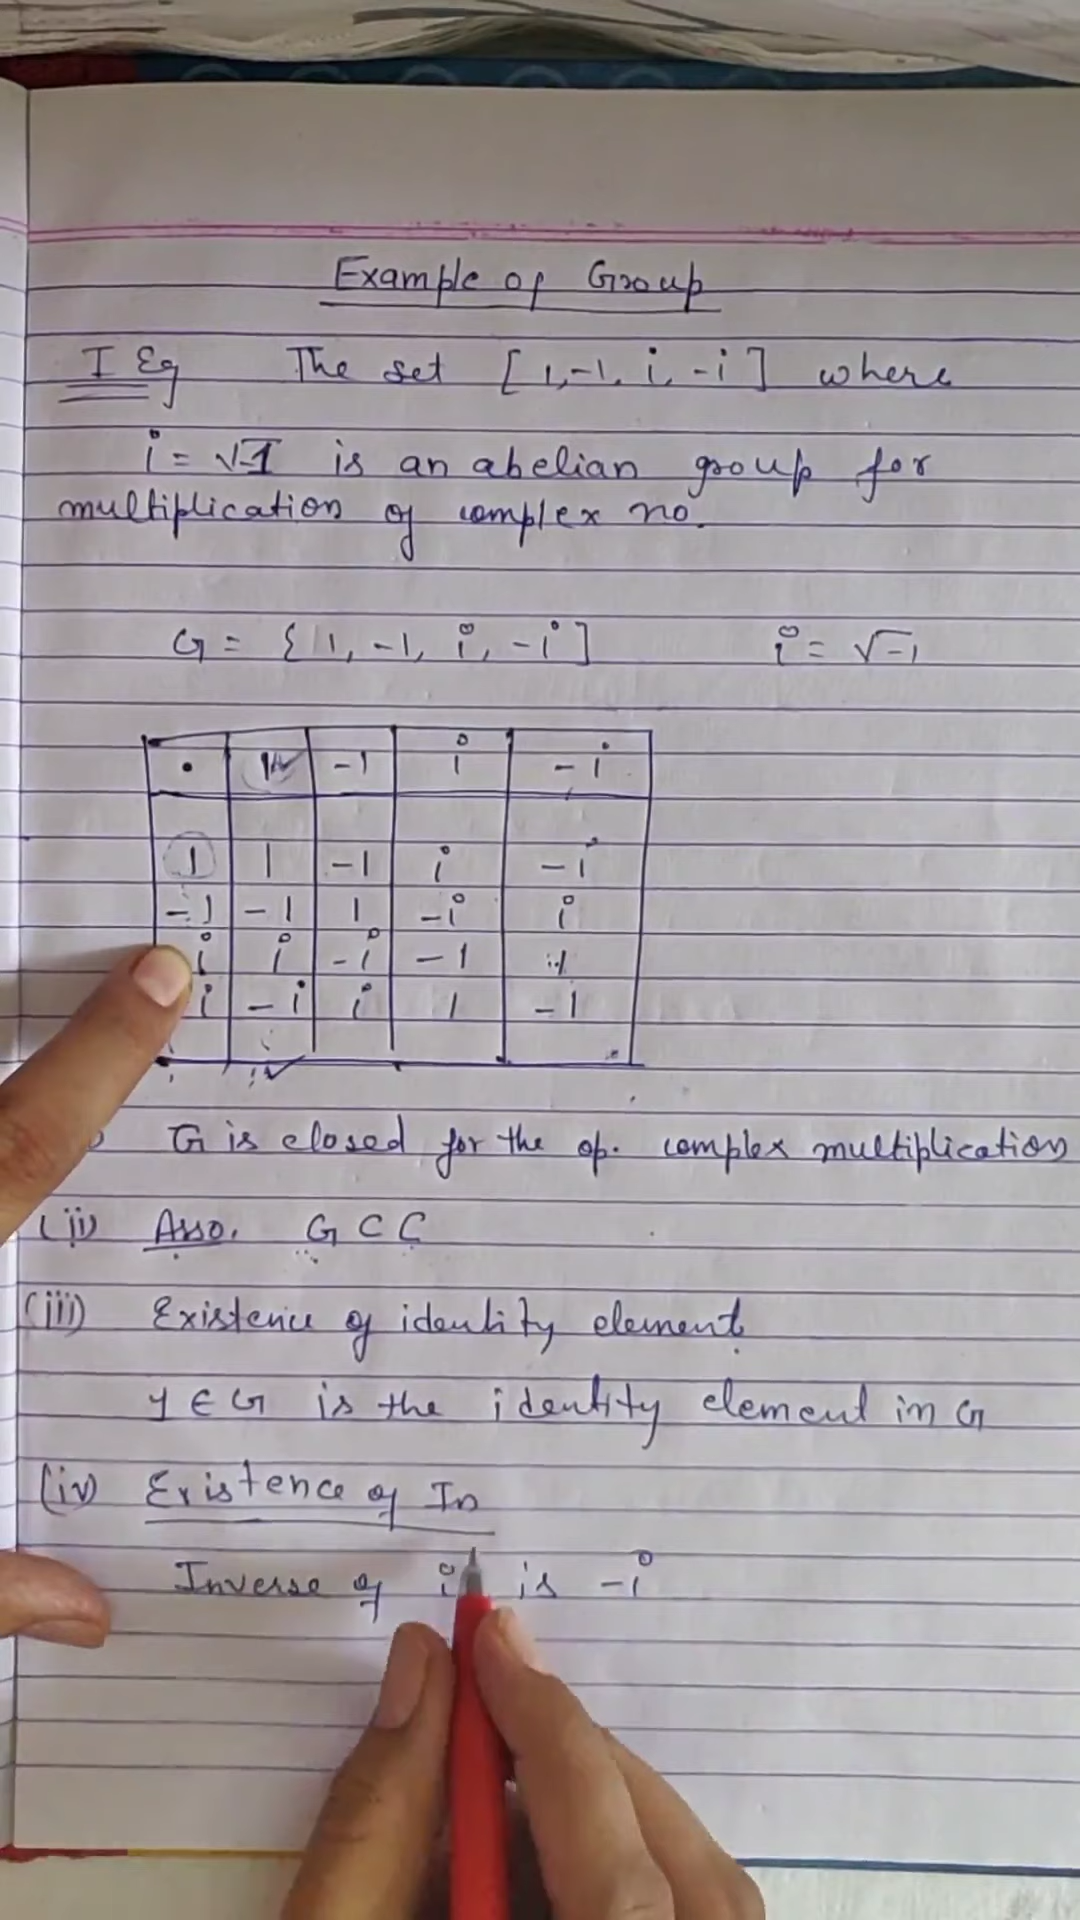 Example of Group
I Eg The set [1, -1, i, -i] where
i = √-1 is an abelian group for
multiplication of complex no.
G = {1, -1, i, -i] i = √-1
• 1 -1 i -i
1 1 -1 i -i
-1 -1 1 -i i
i i -i -1 1
i -i i 1 -1
G is closed for the op. complex multiplication
(ii) Asso. G ⊂ C
(iii) Existence of identity element
1 ∈ G is the identity element in G
(iv) Existence of In
Inverse of i is -i